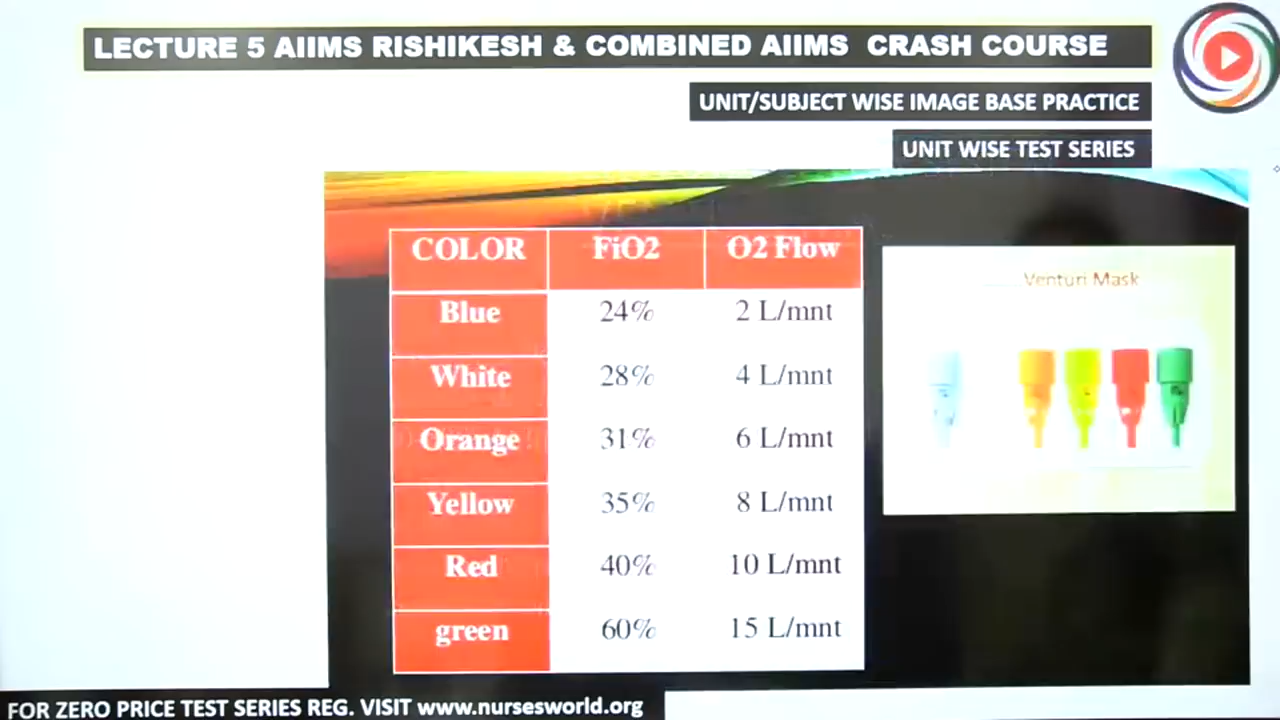 LECTURE 5 AIIMS RISHIKESH & COMBINED AIIMS CRASH COURSE
UNIT/SUBJECT WISE IMAGE BASE PRACTICE
UNIT WISE TEST SERIES
COLOR FiO2 O2 Flow
Blue 24% 2 L/mnt
White 28% 4 L/mnt
Orange 31% 6 L/mnt
Yellow 35% 8 L/mnt
Red 40% 10 L/mnt
green 60% 15 L/mnt
Venturi Mask
FOR ZERO PRICE TEST SERIES REG. VISIT www.nursesworld.org